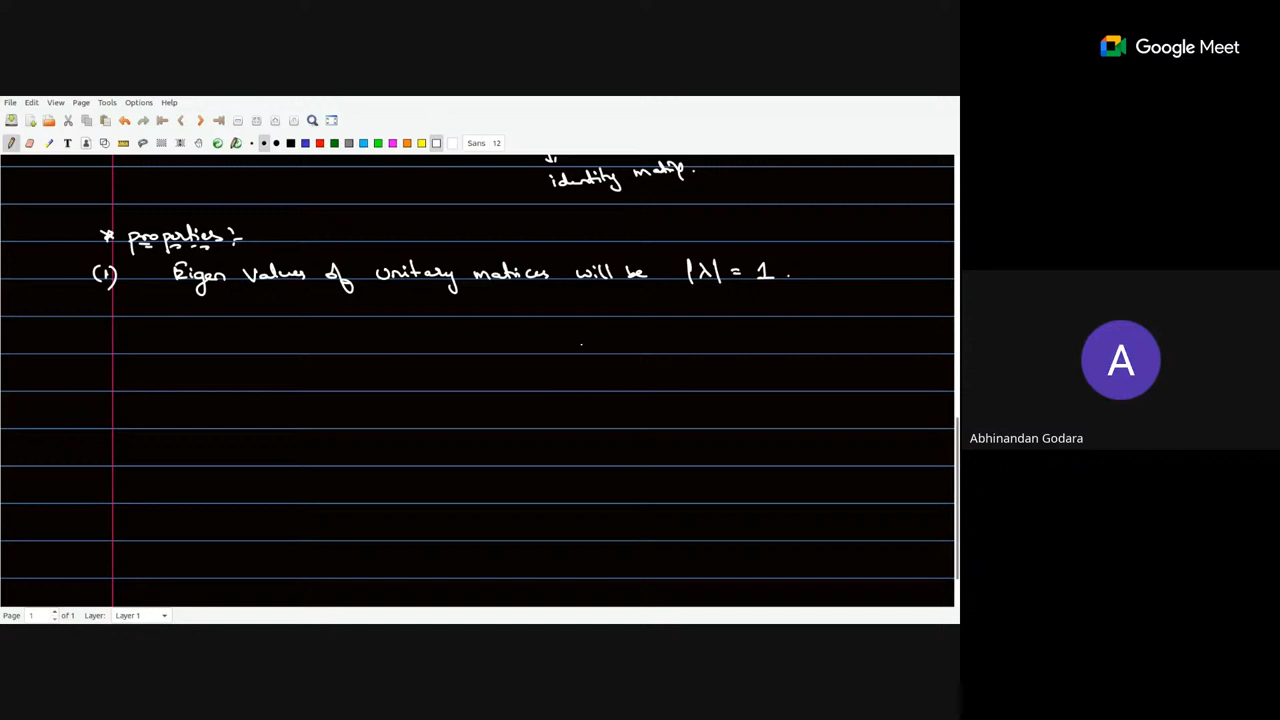 Google Meet
File Edit View Page Tools Options Help
Sans 12
identity matrix.
* properties :-
(1) Eigen values of unitary matrices will be |λ| = 1 .
A
Abhinandan Godara
Page 1 of 1 Layer: Layer 1